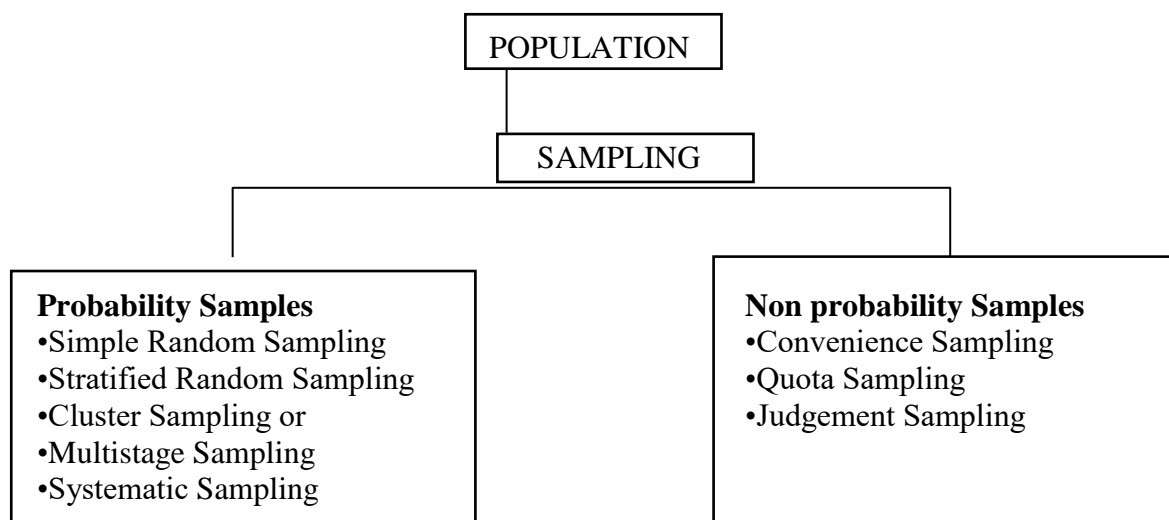 POPULATION
SAMPLING
Probability Samples
•Simple Random Sampling
•Stratified Random Sampling
•Cluster Sampling or
•Multistage Sampling
•Systematic Sampling
Non probability Samples
•Convenience Sampling
•Quota Sampling
•Judgement Sampling